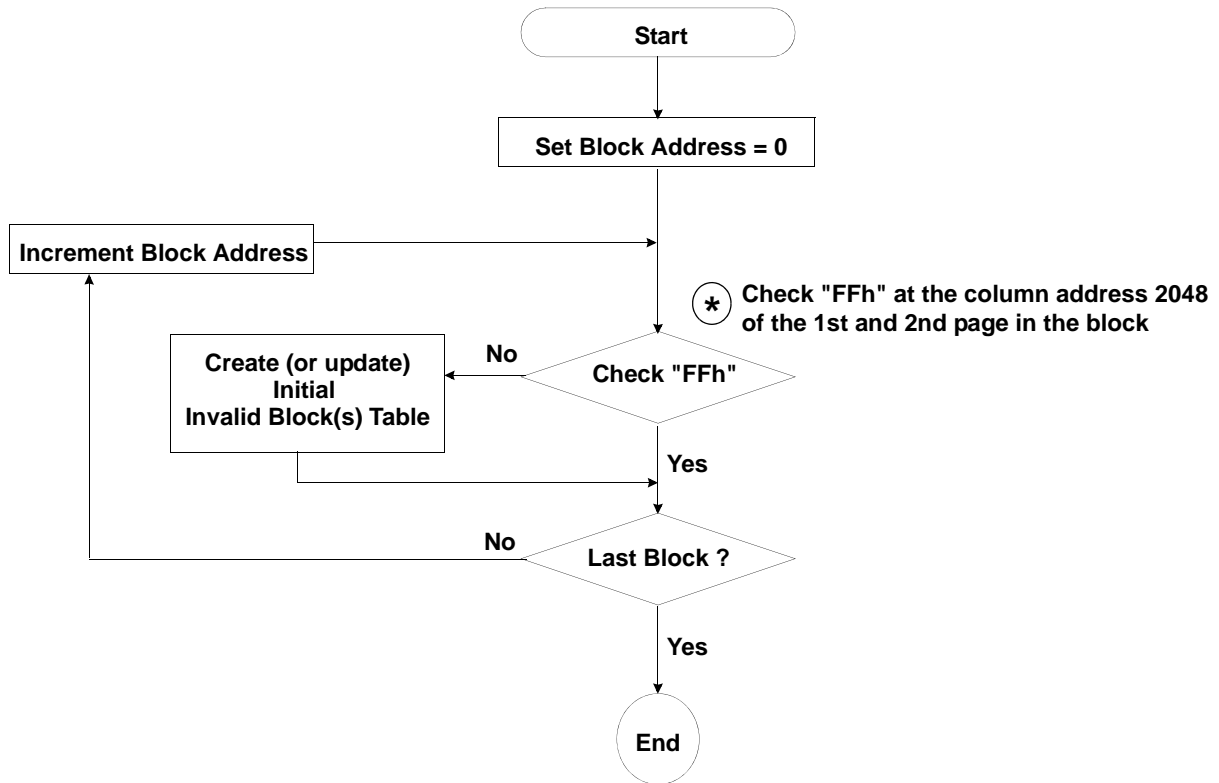 Start
Set Block Address = 0
Increment Block Address
* Check "FFh" at the column address 2048
of the 1st and 2nd page in the block
No
Create (or update)
Initial
Invalid Block(s) Table
Check "FFh"
Yes
No
Last Block ?
Yes
End